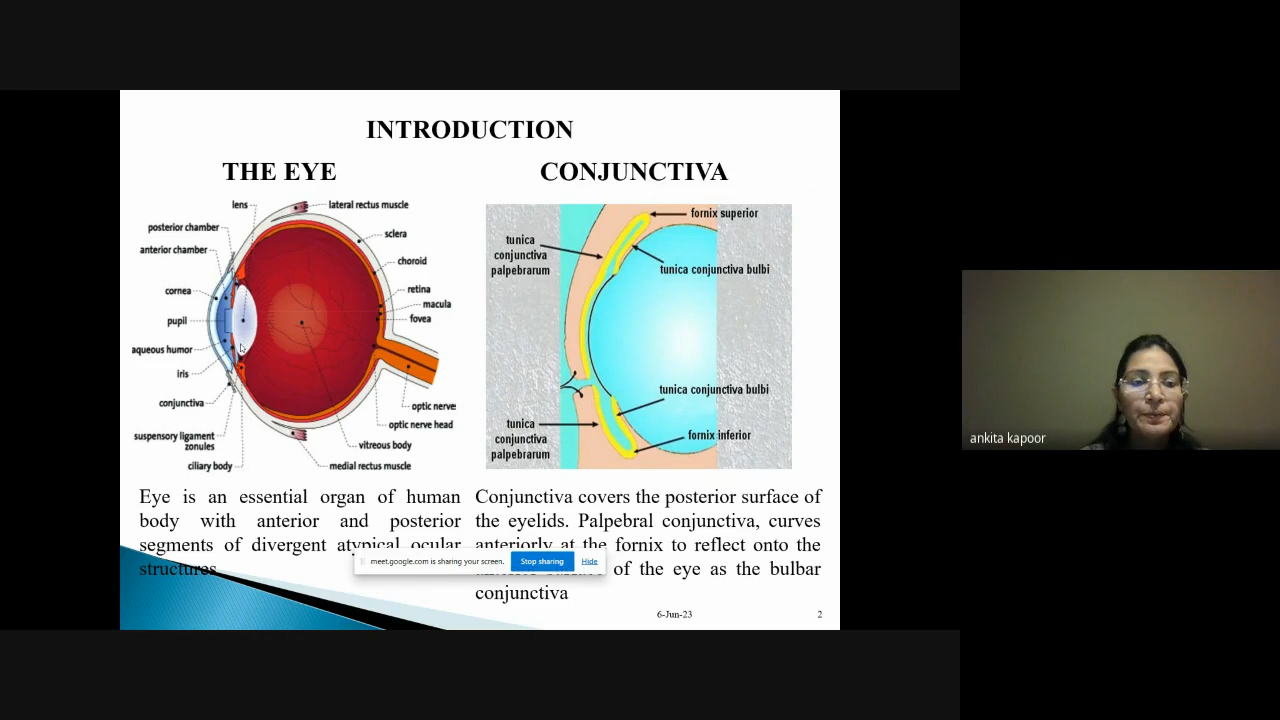 INTRODUCTION
THE EYE
lens
lateral rectus muscle
posterior chamber
sclera
anterior chamber
choroid
cornea
retina
macula
pupil
fovea
aqueous humor
iris
conjunctiva
optic nerve
optic nerve head
suspensory ligament
zonules
vitreous body
ciliary body
medial rectus muscle
Eye is an essential organ of human
body with anterior and posterior
segments of divergent atypical ocular
structures
CONJUNCTIVA
fornix superior
tunica
conjunctiva
palpebrarum
tunica conjunctiva bulbi
tunica conjunctiva bulbi
tunica
conjunctiva
palpebrarum
fornix inferior
Conjunctiva covers the posterior surface of
the eyelids. Palpebral conjunctiva, curves
anteriorly at the fornix to reflect onto the
of the eye as the bulbar
conjunctiva
meet.google.com is sharing your screen.
Stop sharing
Hide
6-Jun-23
2
ankita kapoor